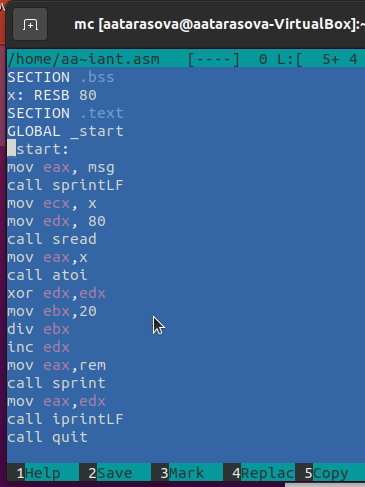 mc [aatarasova@aatarasova-VirtualBox]:~
/home/aa~iant.asm [----] 0 L:[ 5+ 4
SECTION .bss
x: RESB 80
SECTION .text
GLOBAL _start
_start:
mov eax, msg
call sprintLF
mov ecx, x
mov edx, 80
call sread
mov eax,x
call atoi
xor edx,edx
mov ebx,20
div ebx
inc edx
mov eax,rem
call sprint
mov eax,edx
call iprintLF
call quit
1Help 2Save 3Mark 4Replac 5Copy